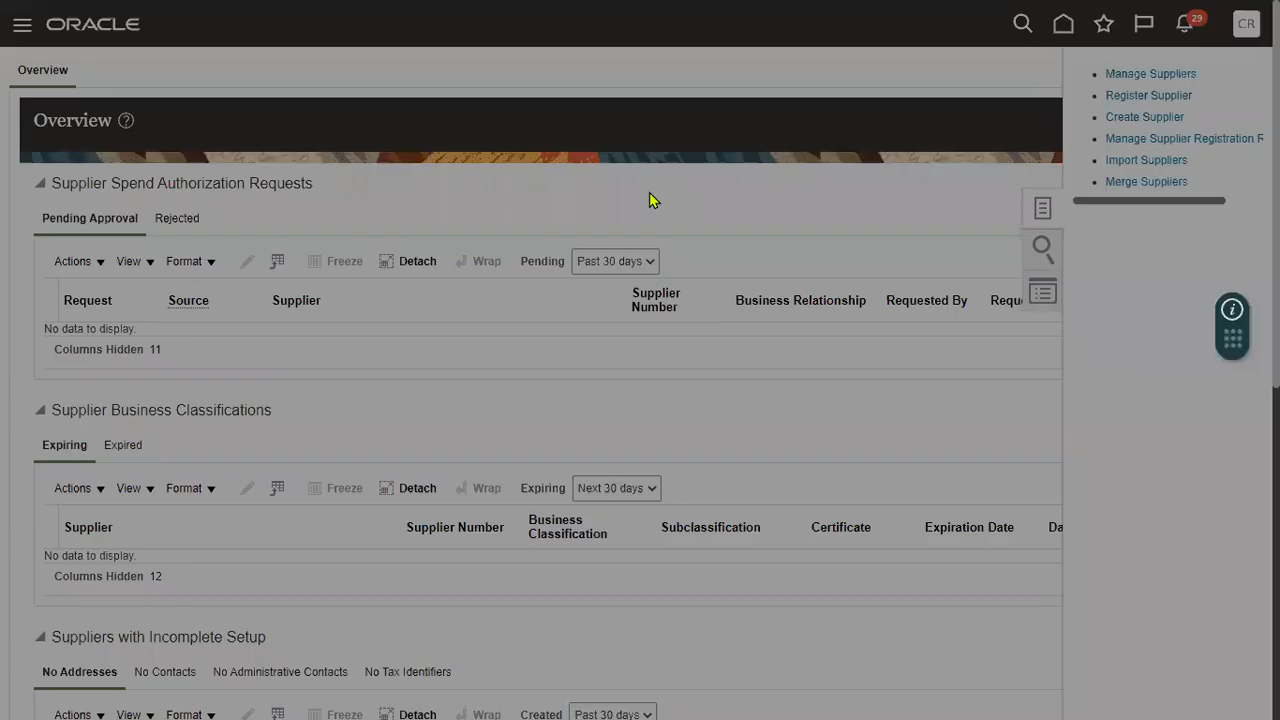 ORACLE
29
CR
Overview
Overview
Supplier Spend Authorization Requests
Pending Approval Rejected
Actions View Format Freeze Detach Wrap Pending Past 30 days
Request Source Supplier Supplier Number Business Relationship Requested By Requ
No data to display.
Columns Hidden 11
Supplier Business Classifications
Expiring Expired
Actions View Format Freeze Detach Wrap Expiring Next 30 days
Supplier Supplier Number Business Classification Subclassification Certificate Expiration Date Da
No data to display.
Columns Hidden 12
Suppliers with Incomplete Setup
No Addresses No Contacts No Administrative Contacts No Tax Identifiers
Actions View Format Freeze Detach Wrap Created Past 30 days
Manage Suppliers
Register Supplier
Create Supplier
Manage Supplier Registration R
Import Suppliers
Merge Suppliers